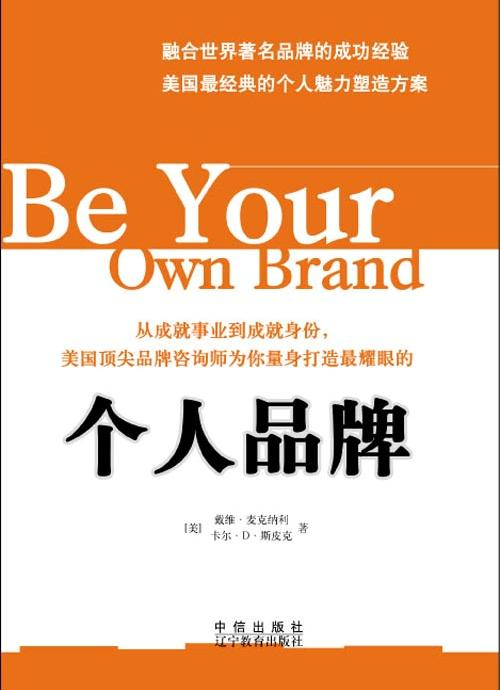 融合世界著名品牌的成功经验
美国最经典的个人魅力塑造方案
Be Your
Own Brand
从成就事业到成就身份，
美国顶尖品牌咨询师为你量身打造最耀眼的
个人品牌
[美] 戴维·麦克纳利
卡尔·D·斯皮克 著
中信出版社
辽宁教育出版社